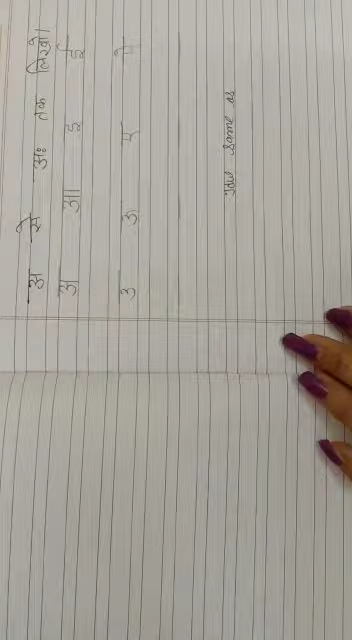 अ से अः तक लिखो।
अ आ इ ई
उ ऊ ए ऐ
same as